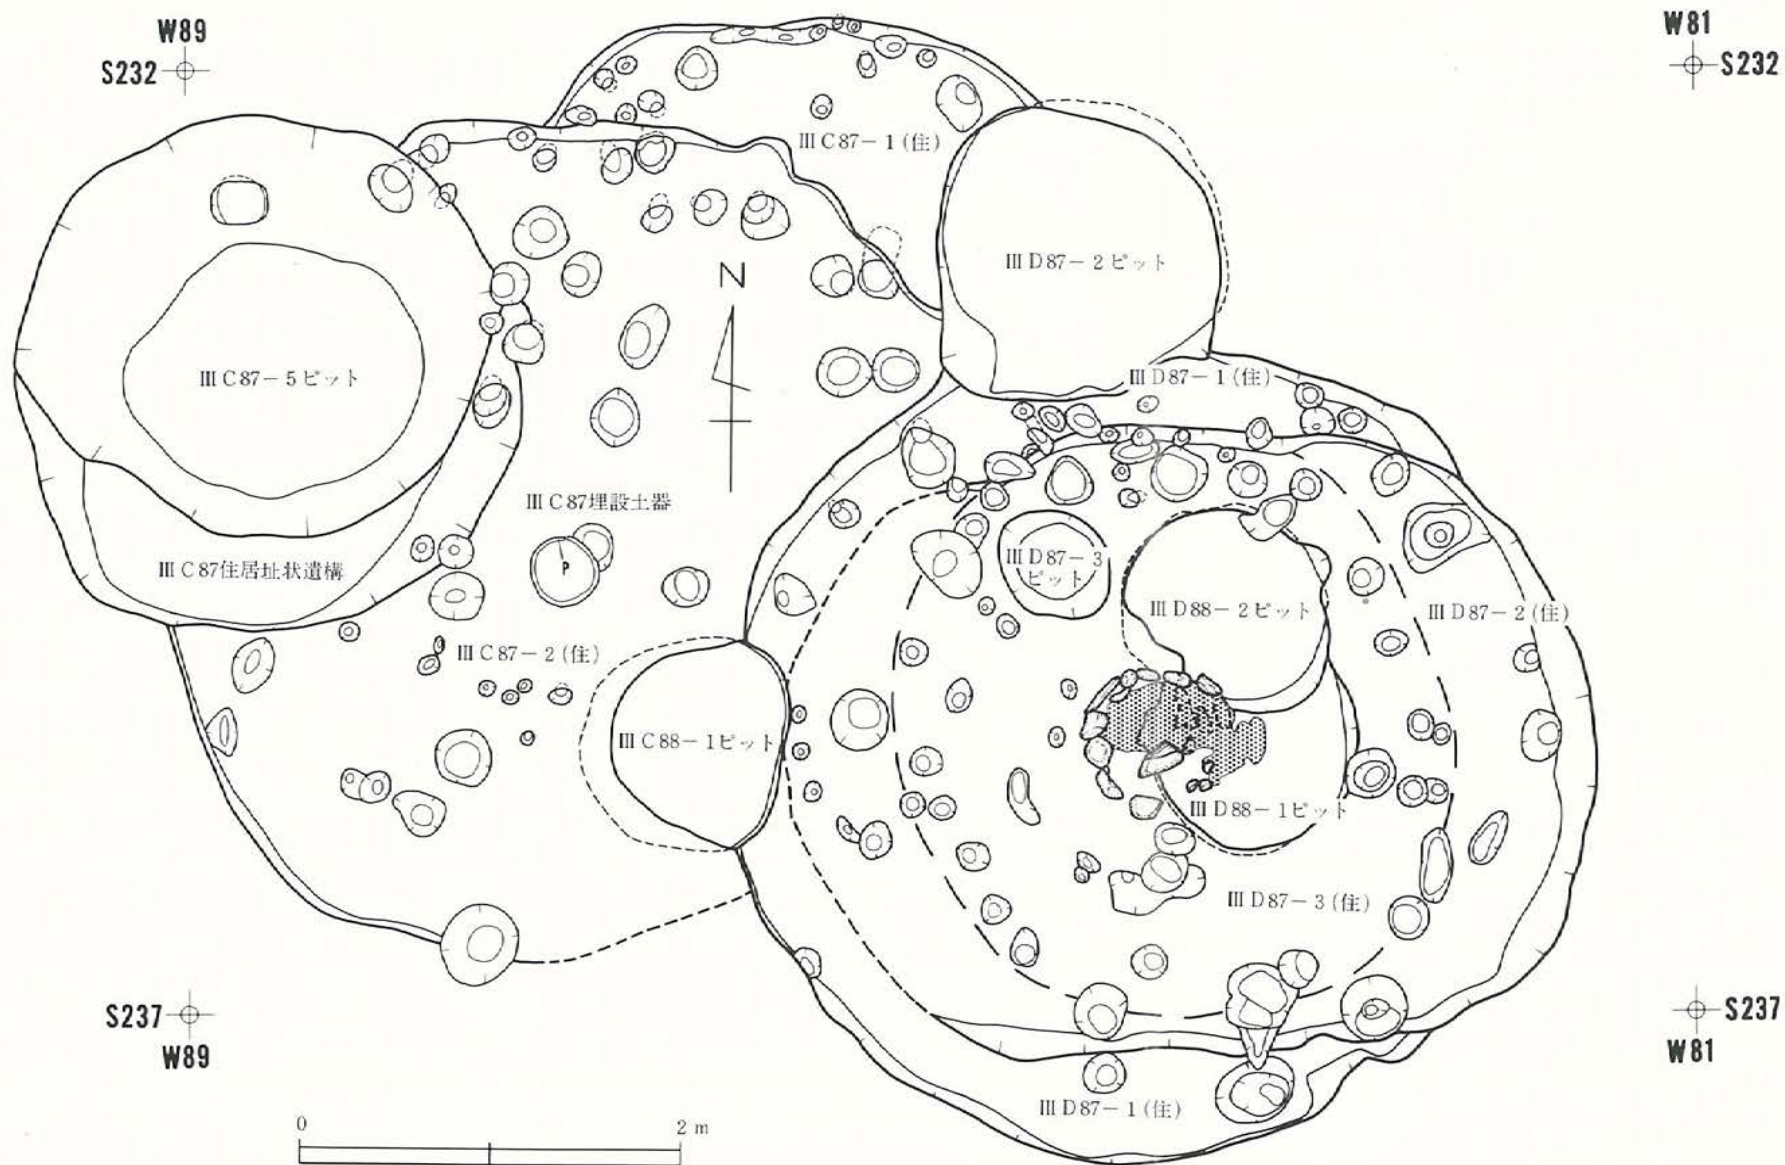 W89
W81
S232
S232
ⅢC87－1(住)
N
ⅢD87－2ピット
ⅢC87－5ピット
ⅢD87－1(住)
ⅢC87埋設土器
P
ⅢC87住居址状遺構
ⅢD87－3
ピット
ⅢD88－2ピット
ⅢD87－2(住)
ⅢC87－2(住)
ⅢC88－1ピット
ⅢD88－1ピット
ⅢD87－3(住)
S237
S237
W89
W81
ⅢD87－1(住)
0
2 m